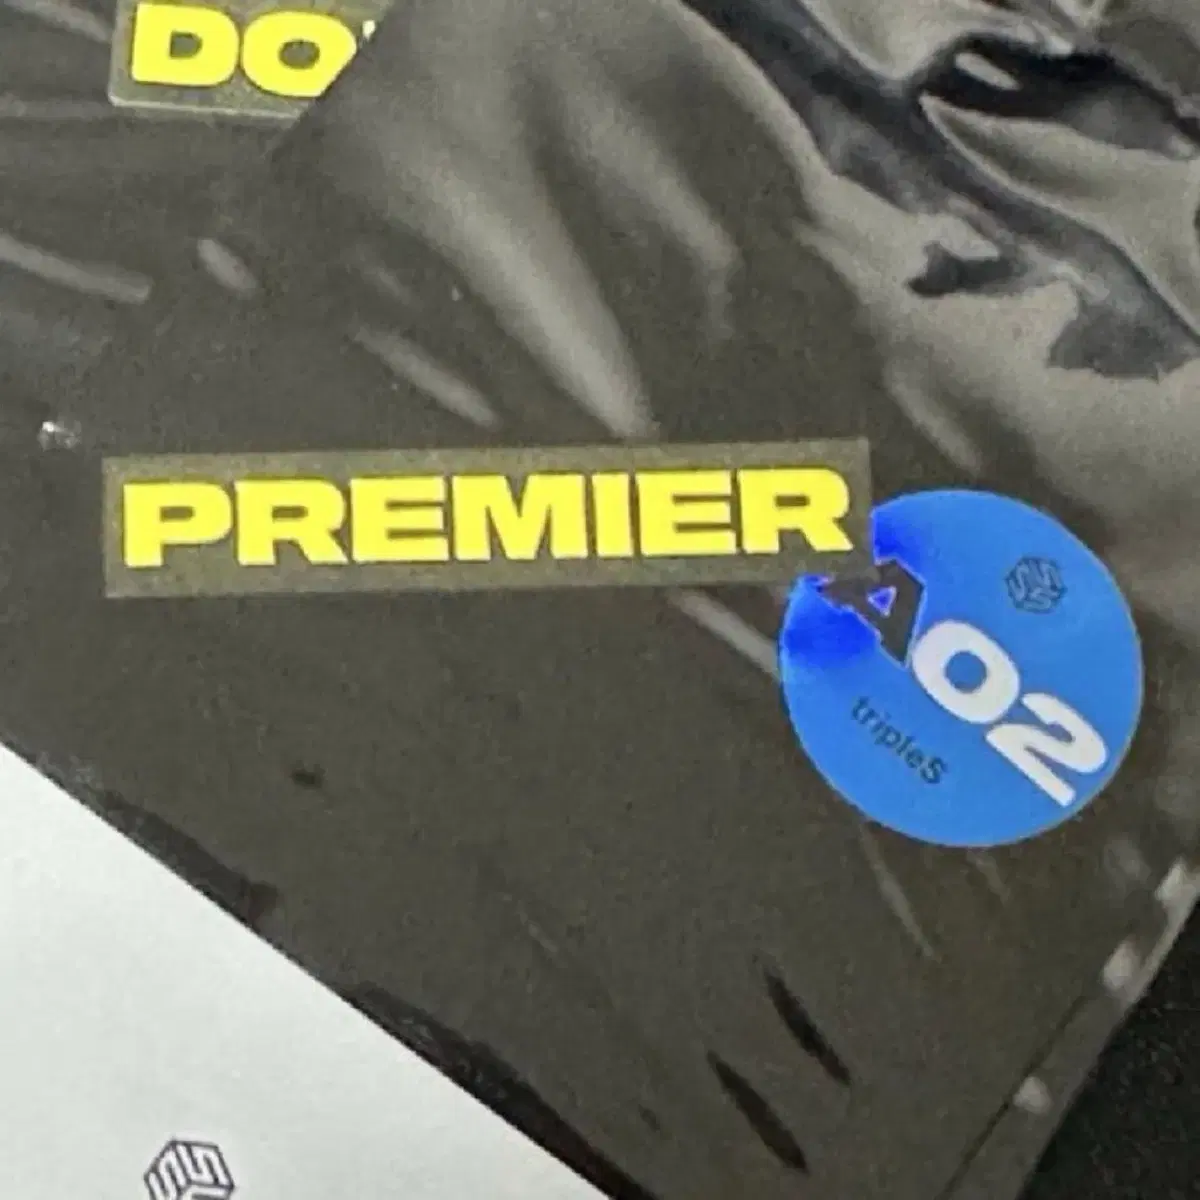 DO
PREMIER
A02
tripleS